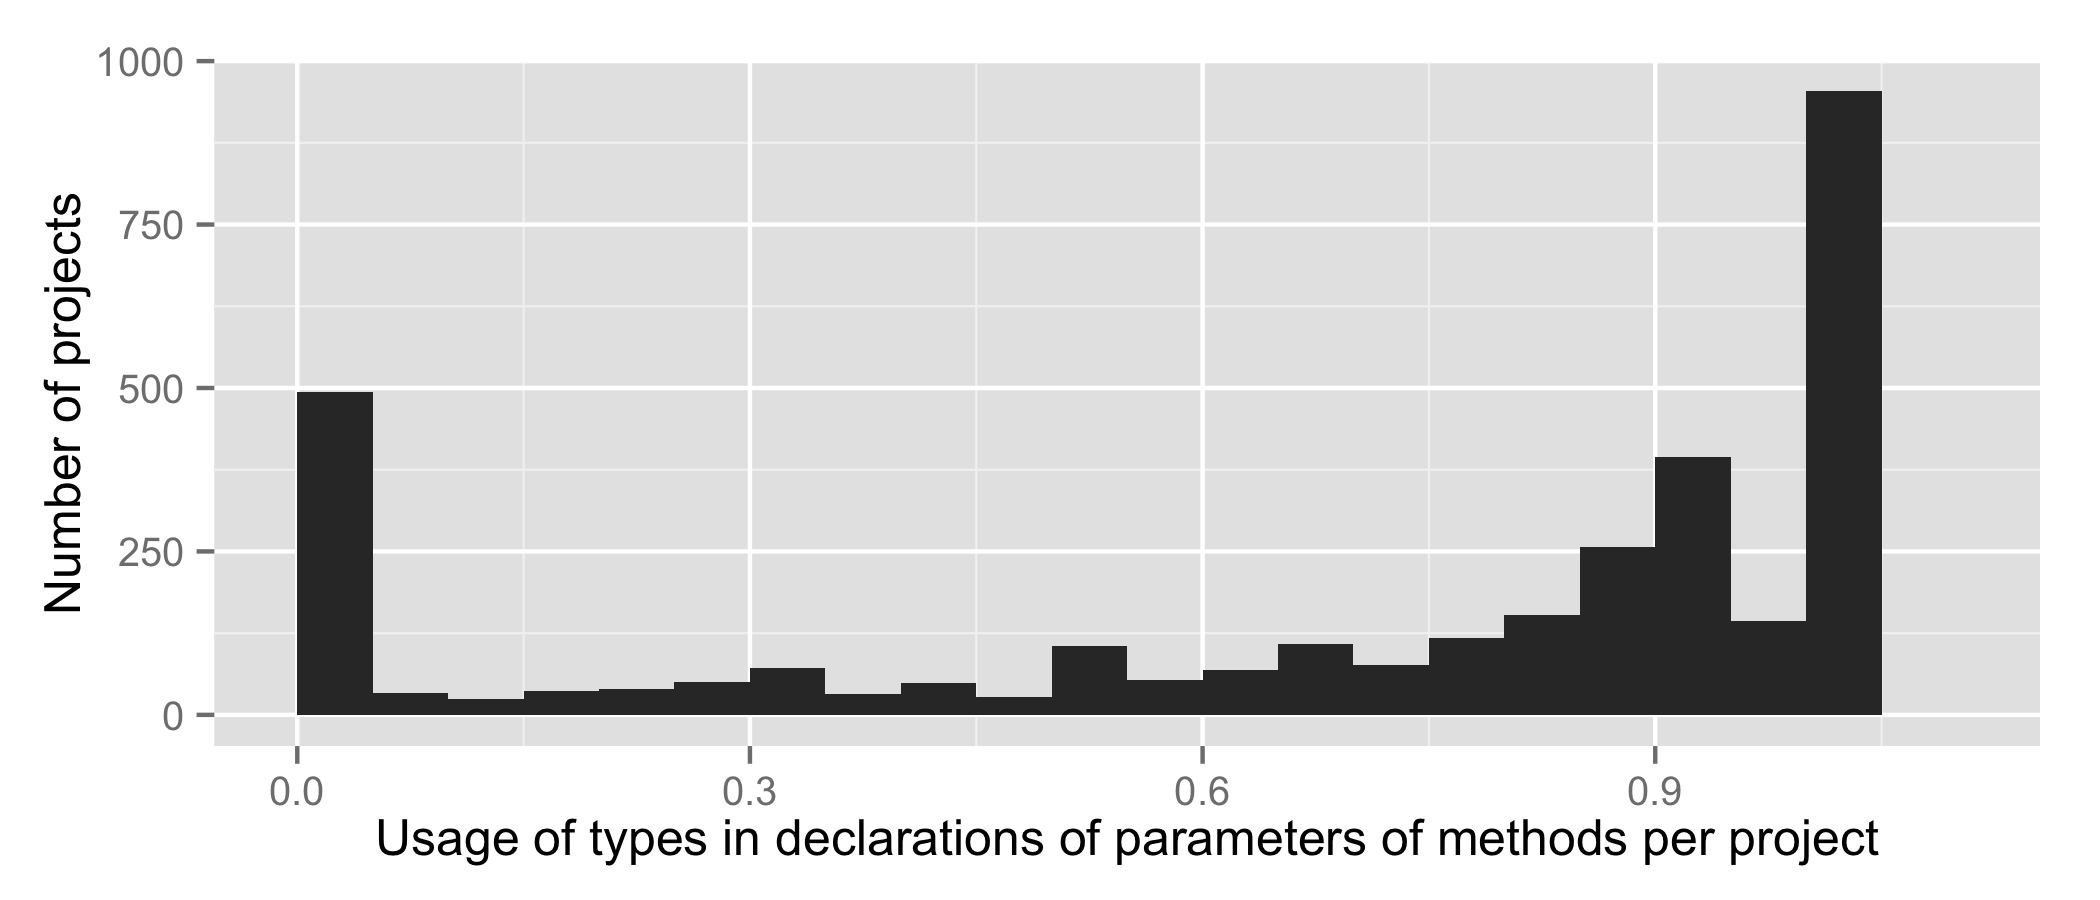 1000
750
500
250
0
Number of projects
0.0 0.3 0.6 0.9
Usage of types in declarations of parameters of methods per project